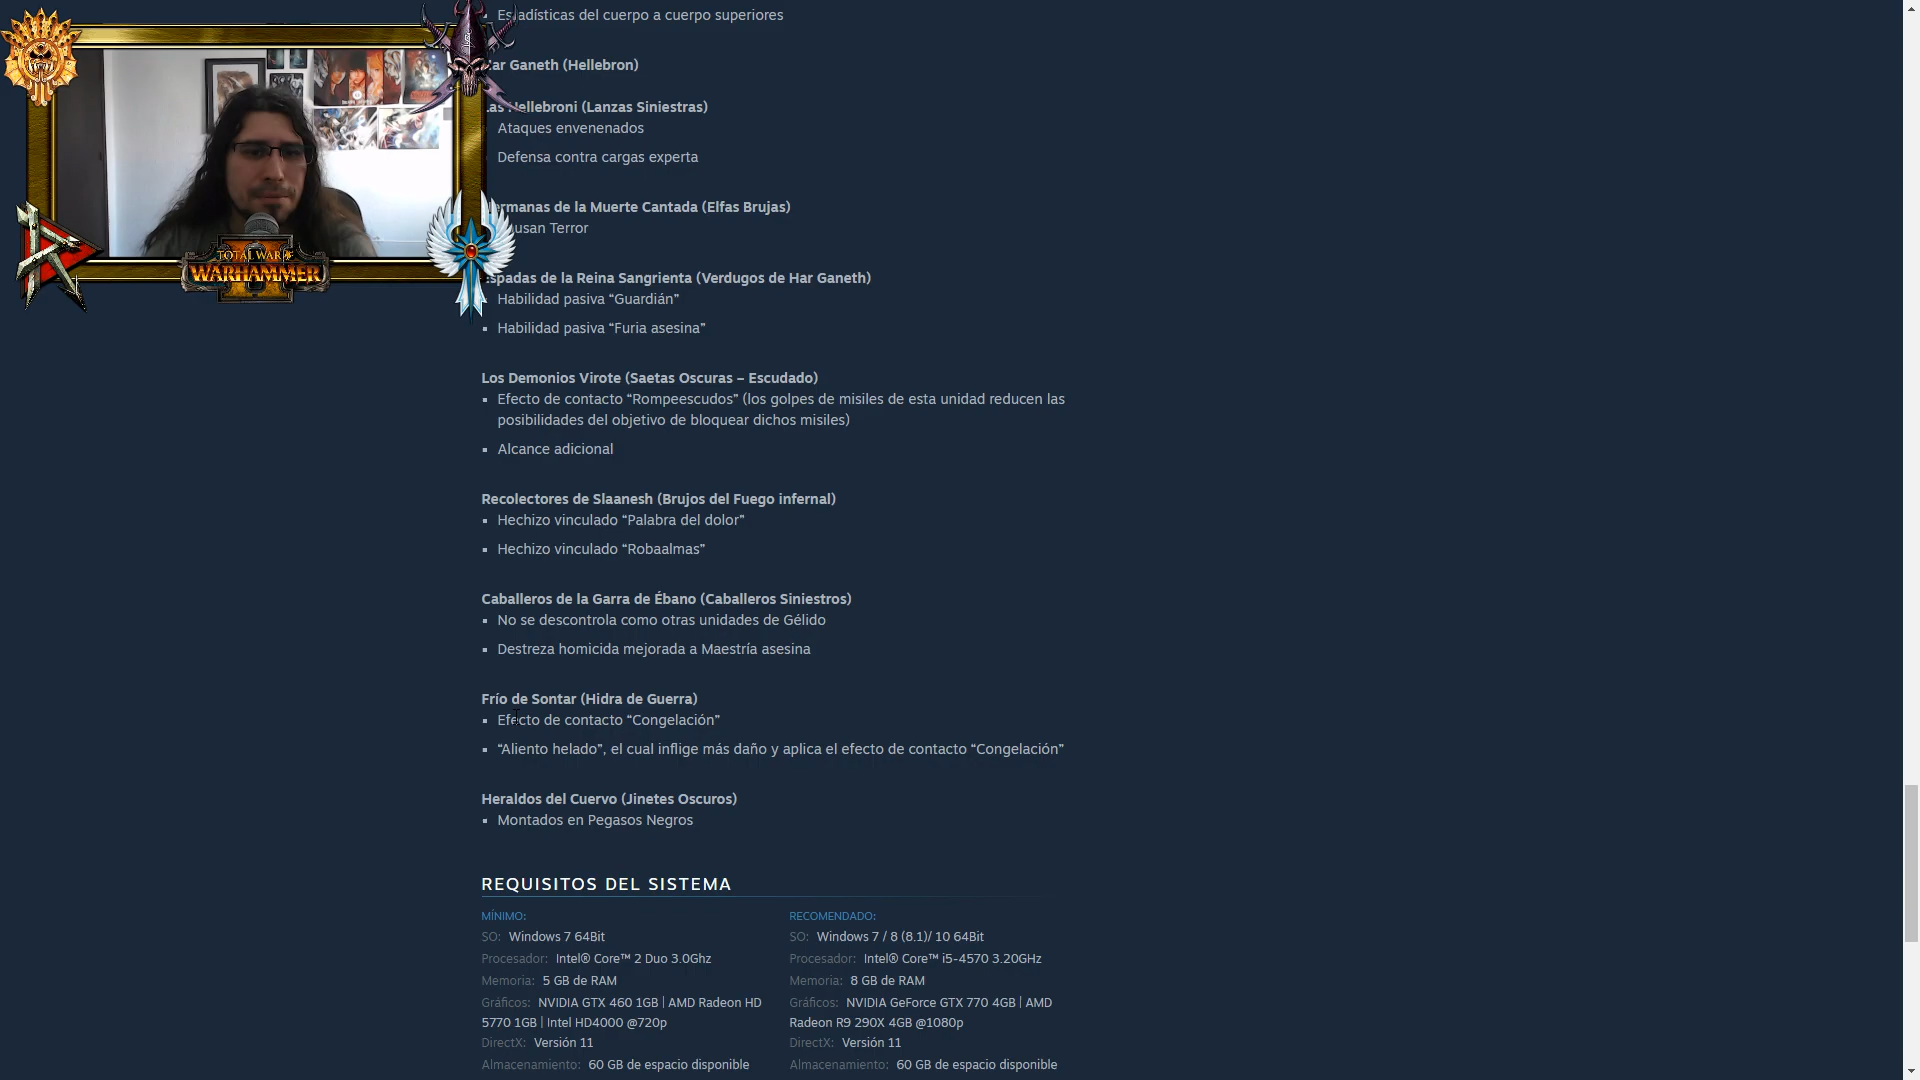 Estadísticas del cuerpo a cuerpo superiores
Har Ganeth (Hellebron)
Las Hellebroni (Lanzas Siniestras)
Ataques envenenados
Defensa contra cargas experta
Hermanas de la Muerte Cantada (Elfas Brujas)
Causan Terror
Espadas de la Reina Sangrienta (Verdugos de Har Ganeth)
Habilidad pasiva “Guardián”
Habilidad pasiva “Furia asesina”
TOTAL WAR
WARHAMMER
II
Los Demonios Virote (Saetas Oscuras – Escudado)
Efecto de contacto “Rompeescudos” (los golpes de misiles de esta unidad reducen las
posibilidades del objetivo de bloquear dichos misiles)
Alcance adicional
Recolectores de Slaanesh (Brujos del Fuego infernal)
Hechizo vinculado “Palabra del dolor”
Hechizo vinculado “Robaalmas”
Caballeros de la Garra de Ébano (Caballeros Siniestros)
No se descontrola como otras unidades de Gélido
Destreza homicida mejorada a Maestría asesina
Frío de Sontar (Hidra de Guerra)
Efecto de contacto “Congelación”
“Aliento helado”, el cual inflige más daño y aplica el efecto de contacto “Congelación”
Heraldos del Cuervo (Jinetes Oscuros)
Montados en Pegasos Negros
REQUISITOS DEL SISTEMA
MÍNIMO:
SO: Windows 7 64Bit
Procesador: Intel® Core™ 2 Duo 3.0Ghz
Memoria: 5 GB de RAM
Gráficos: NVIDIA GTX 460 1GB | AMD Radeon HD
5770 1GB | Intel HD4000 @720p
DirectX: Versión 11
Almacenamiento: 60 GB de espacio disponible
RECOMENDADO:
SO: Windows 7 / 8 (8.1)/ 10 64Bit
Procesador: Intel® Core™ i5-4570 3.20GHz
Memoria: 8 GB de RAM
Gráficos: NVIDIA GeForce GTX 770 4GB | AMD
Radeon R9 290X 4GB @1080p
DirectX: Versión 11
Almacenamiento: 60 GB de espacio disponible